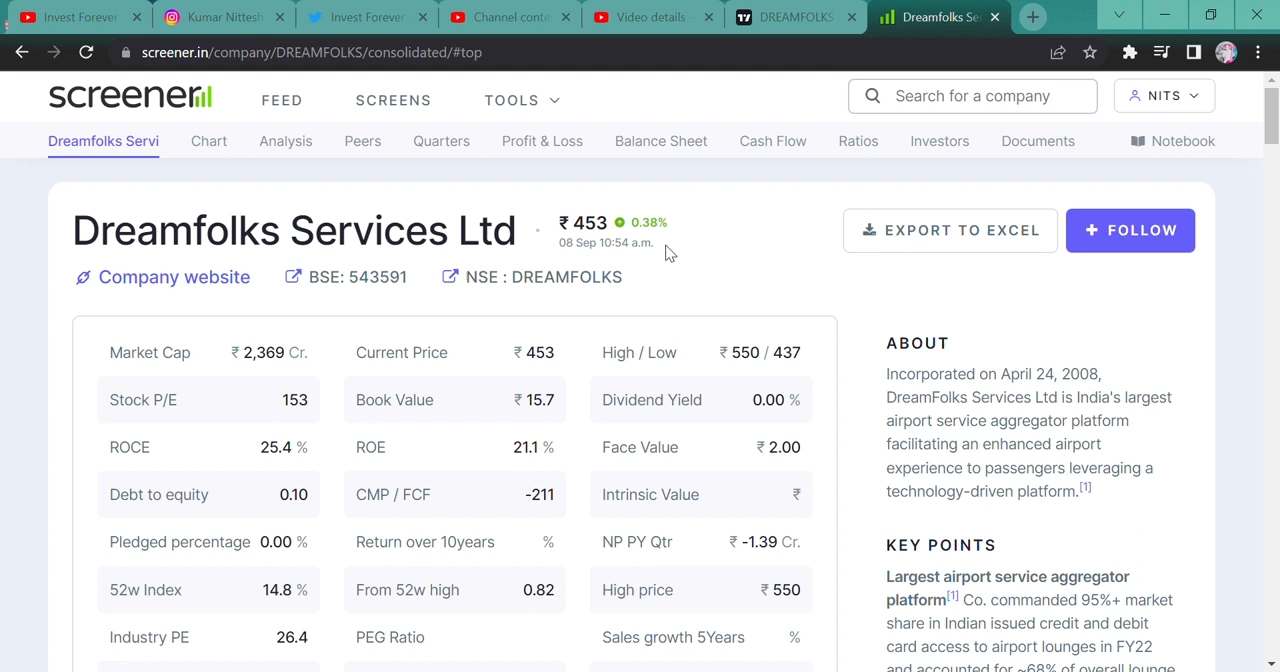 Invest Forever
Kumar Nittesh
Invest Forever
Channel conte
Video details -
DREAMFOLKS
Dreamfolks Se
screener.in/company/DREAMFOLKS/consolidated/#top
screener
FEED
SCREENS
TOOLS
Search for a company
NITS
Dreamfolks Servi
Chart
Analysis
Peers
Quarters
Profit & Loss
Balance Sheet
Cash Flow
Ratios
Investors
Documents
Notebook
Dreamfolks Services Ltd
₹ 453 0.38%
08 Sep 10:54 a.m.
EXPORT TO EXCEL
+ FOLLOW
Company website
BSE: 543591
NSE : DREAMFOLKS
Market Cap ₹ 2,369 Cr.
Current Price ₹ 453
High / Low ₹ 550 / 437
Stock P/E 153
Book Value ₹ 15.7
Dividend Yield 0.00 %
ROCE 25.4 %
ROE 21.1 %
Face Value ₹ 2.00
Debt to equity 0.10
CMP / FCF -211
Intrinsic Value ₹
Pledged percentage 0.00 %
Return over 10years %
NP PY Qtr ₹ -1.39 Cr.
52w Index 14.8 %
From 52w high 0.82
High price ₹ 550
Industry PE 26.4
PEG Ratio
Sales growth 5Years %
ABOUT
Incorporated on April 24, 2008,
DreamFolks Services Ltd is India's largest
airport service aggregator platform
facilitating an enhanced airport
experience to passengers leveraging a
technology-driven platform.[1]
KEY POINTS
Largest airport service aggregator
platform[1] Co. commanded 95%+ market
share in Indian issued credit and debit
card access to airport lounges in FY22
and accounted for ~68% of overall lounge